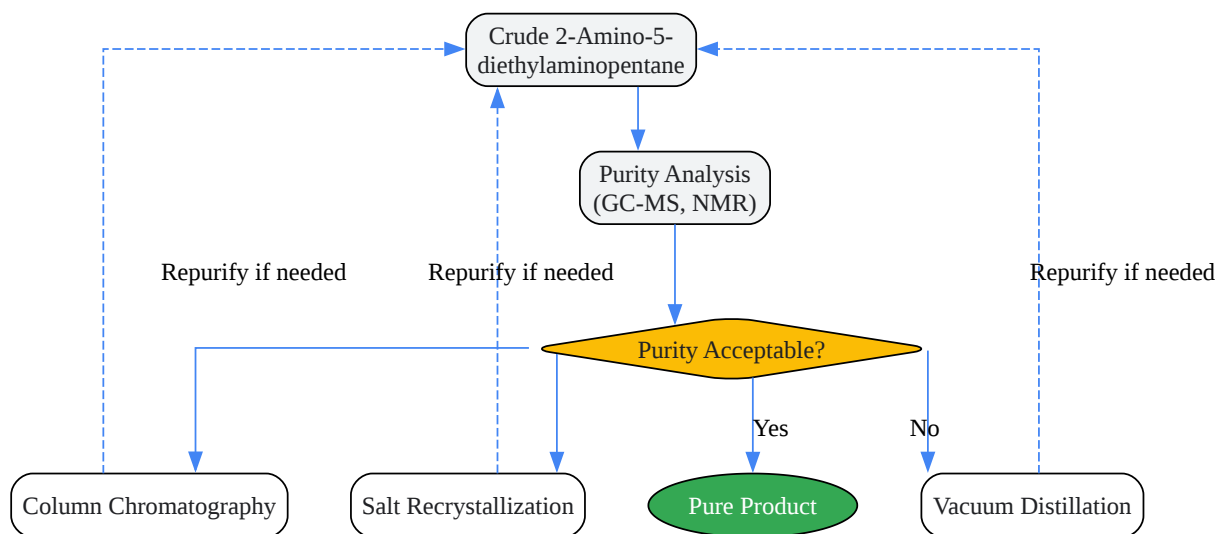 Crude 2-Amino-5-
diethylaminopentane
Purity Analysis
(GC-MS, NMR)
Repurify if needed
Repurify if needed
Repurify if needed
Purity Acceptable?
Yes
No
Column Chromatography
Salt Recrystallization
Pure Product
Vacuum Distillation